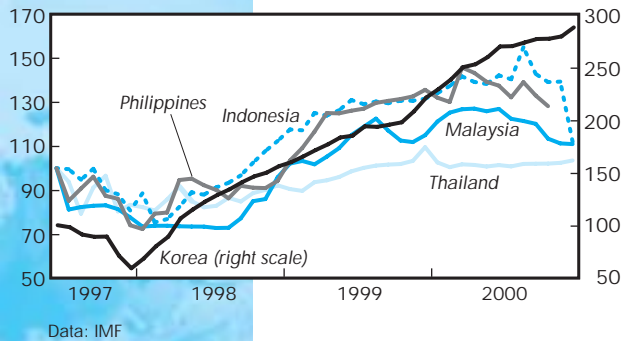 170
150
130
110
90
70
50
300
250
200
150
100
50
Philippines
Indonesia
Malaysia
Thailand
Korea (right scale)
1997 1998 1999 2000
Data: IMF